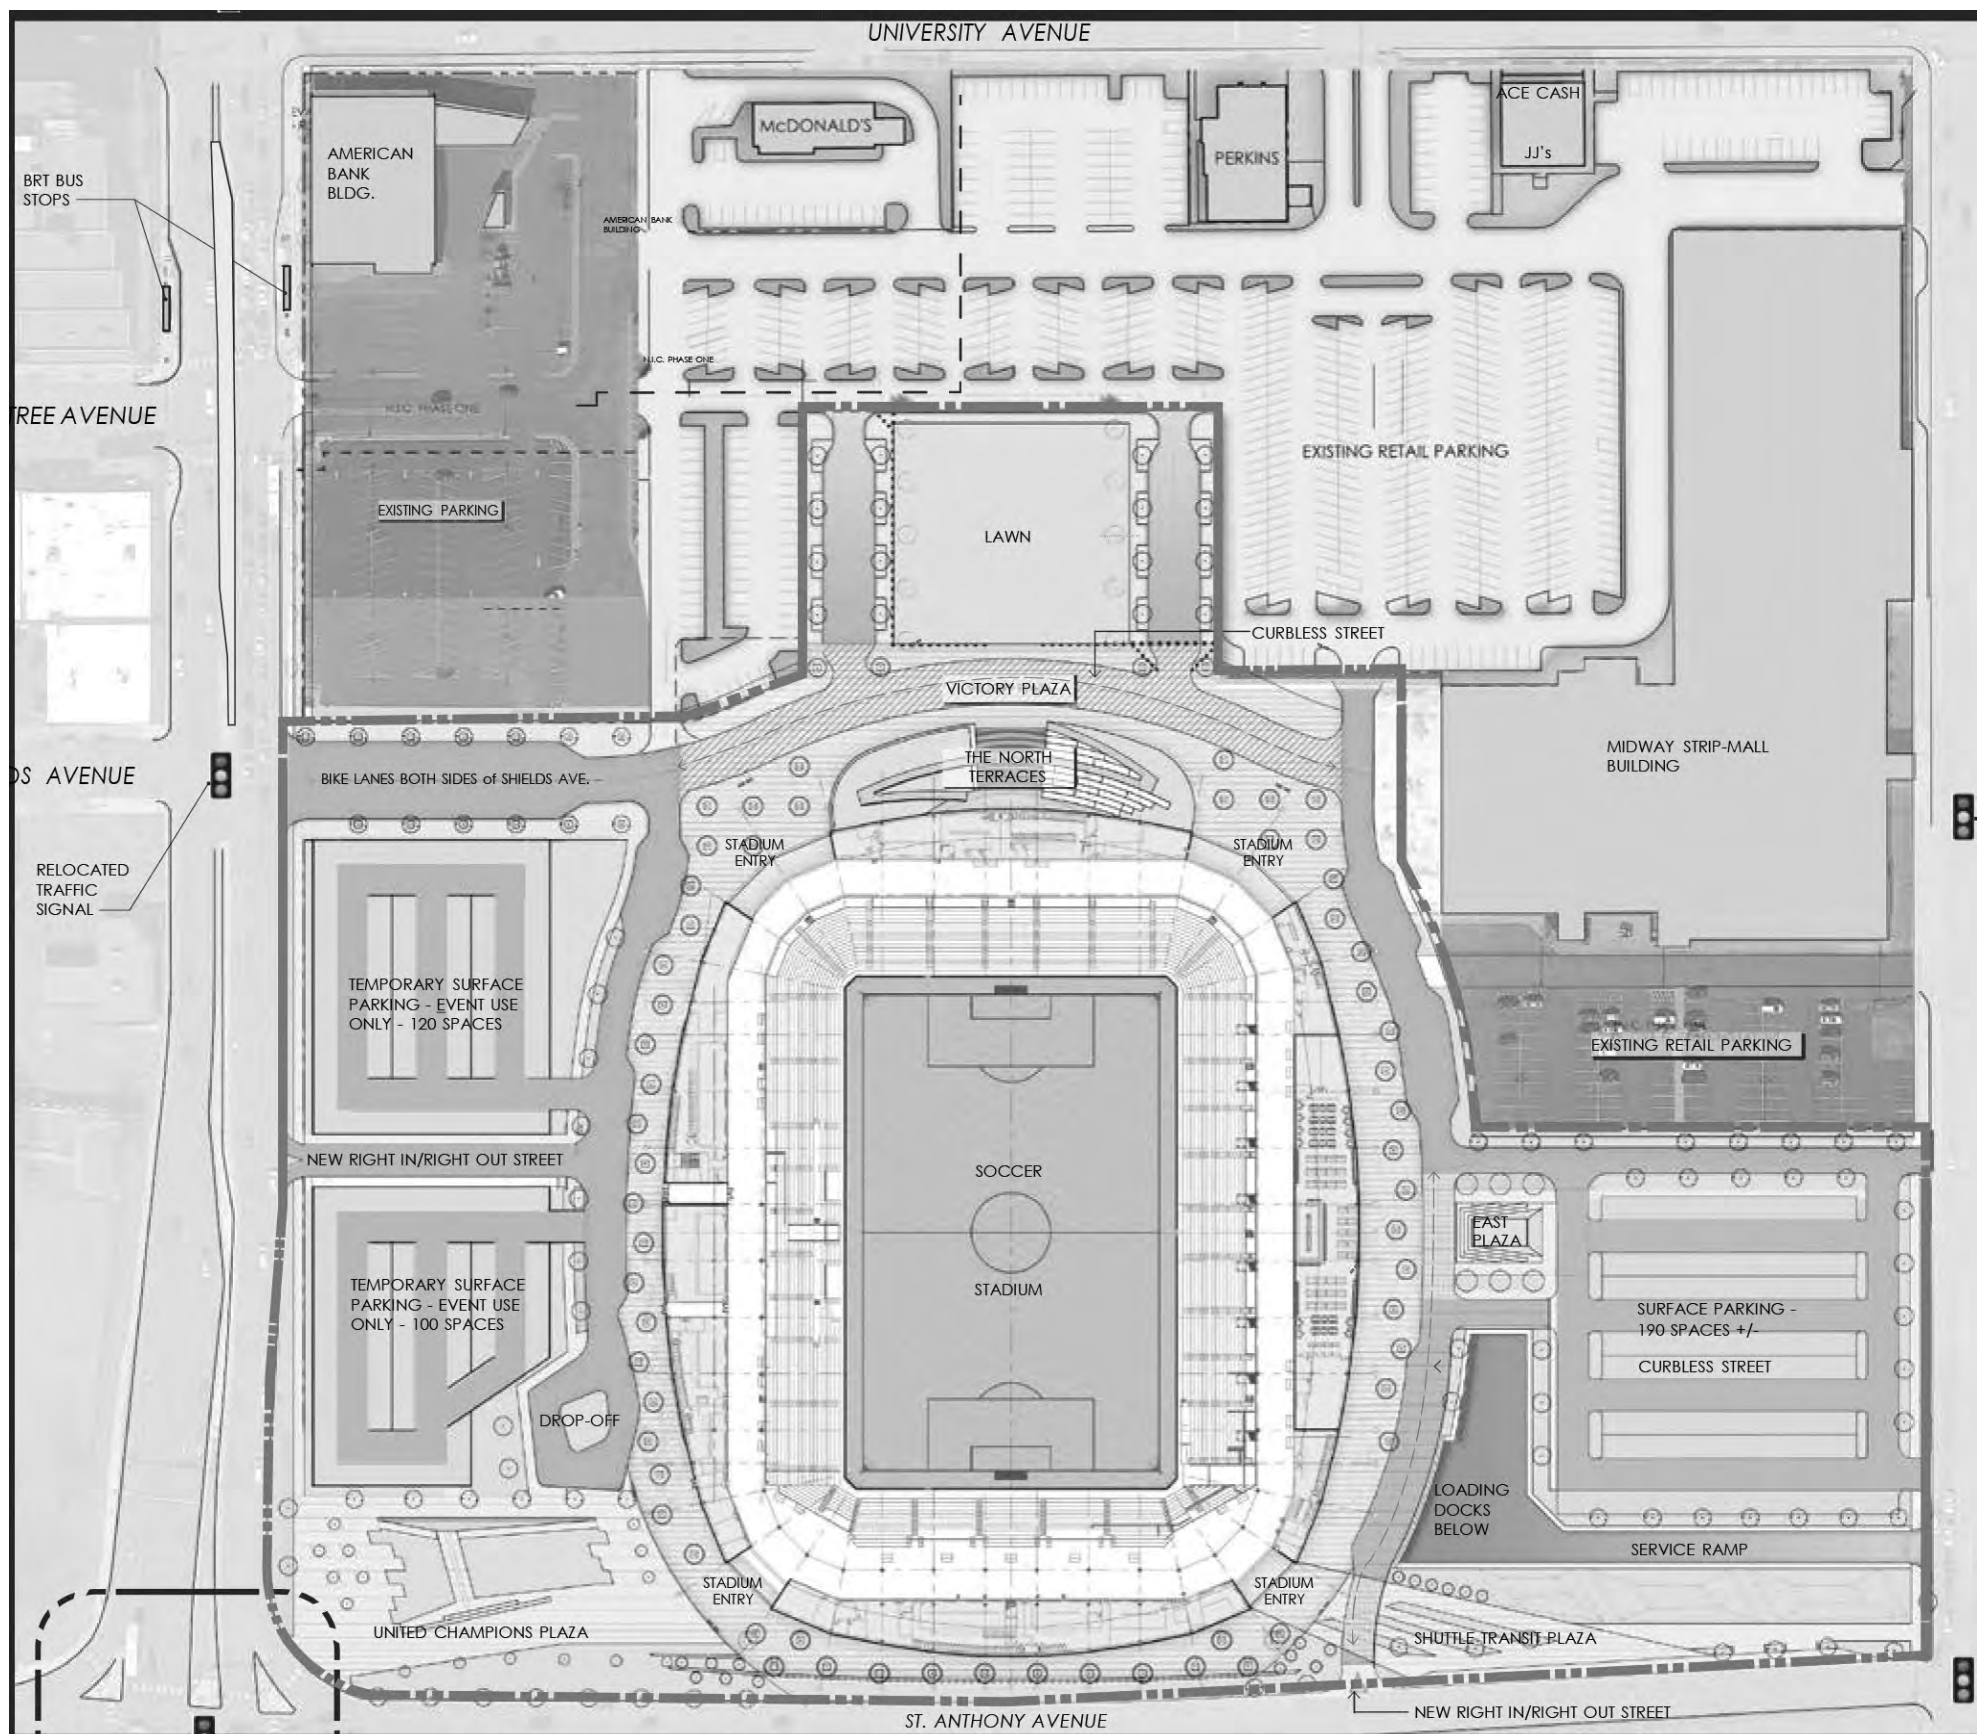 UNIVERSITY AVENUE
ACE CASH
McDONALD'S
AMERICAN
BANK
BLDG.
PERKINS
JJ's
BRT BUS
STOPS
AMERICAN BANK
BUILDING
N.I.C. PHASE ONE
N.I.C. PHASE ONE
TREE AVENUE
EXISTING RETAIL PARKING
EXISTING PARKING
LAWN
CURBLESS STREET
VICTORY PLAZA
MIDWAY STRIP-MALL
BUILDING
THE NORTH
TERRACES
DS AVENUE
BIKE LANES BOTH SIDES of SHIELDS AVE.
STADIUM
ENTRY
STADIUM
ENTRY
RELOCATED
TRAFFIC
SIGNAL
TEMPORARY SURFACE
PARKING - EVENT USE
ONLY - 120 SPACES
EXISTING RETAIL PARKING
NEW RIGHT IN/RIGHT OUT STREET
SOCCER
STADIUM
EAST
PLAZA
TEMPORARY SURFACE
PARKING - EVENT USE
ONLY - 100 SPACES
SURFACE PARKING -
190 SPACES +/-
CURBLESS STREET
DROP-OFF
LOADING
DOCKS
BELOW
SERVICE RAMP
STADIUM
ENTRY
STADIUM
ENTRY
UNITED CHAMPIONS PLAZA
SHUTTLE TRANSIT PLAZA
NEW RIGHT IN/RIGHT OUT STREET
ST. ANTHONY AVENUE